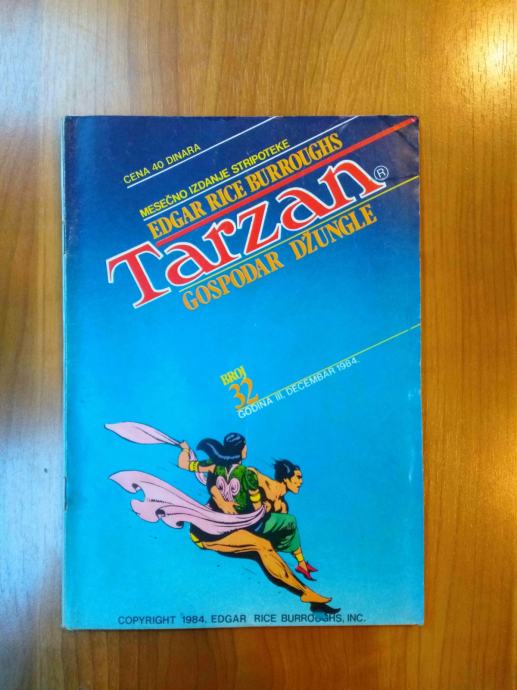 CENA 40 DINARA
MESEČNO IZDANJE STRIPOTEKE
EDGAR RICE BURROUGHS
Tarzan®
GOSPODAR DŽUNGLE
BROJ
32
GODINA III. DECEMBAR 1984.
COPYRIGHT 1984. EDGAR RICE BURROUGHS, INC.